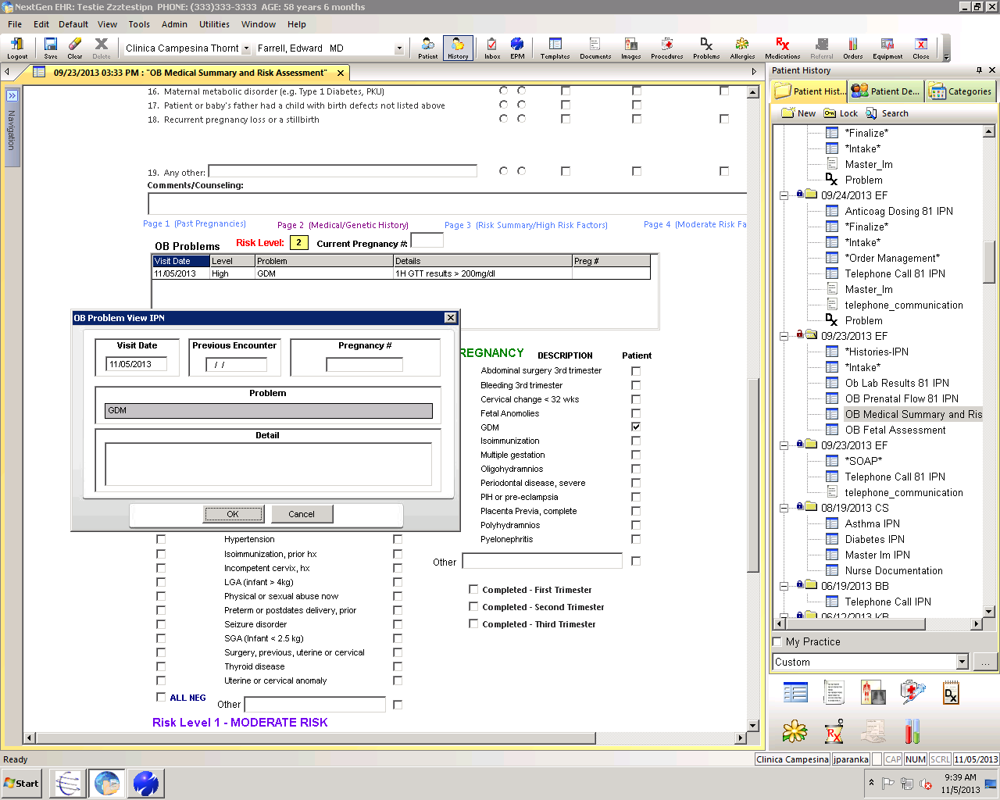 NextGen EHR: Testie Zzztestipn  PHONE: (333)333-3333  AGE: 58 years 6 months
File Edit Default View Tools Admin Utilities Window Help
Logout Save Clear Delete Clinica Campesina Thornt Farrell, Edward  MD Patient History Inbox EPM Templates Documents Images Procedures Problems Allergies Medications Referral Orders Equipment Close
09/23/2013 03:33 PM : "OB Medical Summary and Risk Assessment"
Navigation
16. Maternal metabolic disorder (e.g. Type 1 Diabetes, PKU)
17. Patient or baby's father had a child with birth defects not listed above
18. Recurrent pregnancy loss or a stillbirth
19. Any other:
Comments/Counseling:
Page 1 (Past Pregnancies) Page 2 (Medical/Genetic History) Page 3 (Risk Summary/High Risk Factors) Page 4 (Moderate Risk Fa
OB Problems Risk Level: 2 Current Pregnancy #:
Visit Date Level Problem Details Preg #
11/05/2013 High GDM 1H GTT results > 200mg/dl
OB Problem View IPN
Visit Date Previous Encounter Pregnancy #
11/05/2013 / /
Problem
GDM
Detail
OK Cancel
REGNANCY DESCRIPTION Patient
Abdominal surgery 3rd trimester
Bleeding 3rd trimester
Cervical change < 32 wks
Fetal Anomolies
GDM
Isoimmunization
Multiple gestation
Oligohydramnios
Periodontal disease, severe
PIH or pre-eclampsia
Placenta Previa, complete
Polyhydramnios
Pyelonephritis
Other
Completed - First Trimester
Completed - Second Trimester
Completed - Third Trimester
Hypertension
Isoimmunization, prior hx
Incompetent cervix, hx
LGA (infant > 4kg)
Physical or sexual abuse now
Preterm or postdates delivery, prior
Seizure disorder
SGA (Infant < 2.5 kg)
Surgery, previous, uterine or cervical
Thyroid disease
Uterine or cervical anomaly
ALL NEG
Other
Risk Level 1 - MODERATE RISK
Patient History
Patient Hist... Patient De... Categories
New Lock Search
*Finalize*
*Intake*
Master_Im
Problem
09/24/2013 EF
Anticoag Dosing 81 IPN
*Finalize*
*Intake*
*Order Management*
Telephone Call 81 IPN
Master_Im
telephone_communication
Problem
09/23/2013 EF
*Histories-IPN
*Intake*
Ob Lab Results 81 IPN
OB Prenatal Flow 81 IPN
OB Medical Summary and Ris
OB Fetal Assessment
09/23/2013 EF
*SOAP*
Telephone Call 81 IPN
telephone_communication
08/19/2013 CS
Asthma IPN
Diabetes IPN
Master Im IPN
Nurse Documentation
06/19/2013 BB
Telephone Call IPN
06/12/2013 KB
My Practice
Custom
...
Ready Clinica Campesina jparanka CAP NUM SCRL 11/05/2013
Start 9:39 AM
11/5/2013